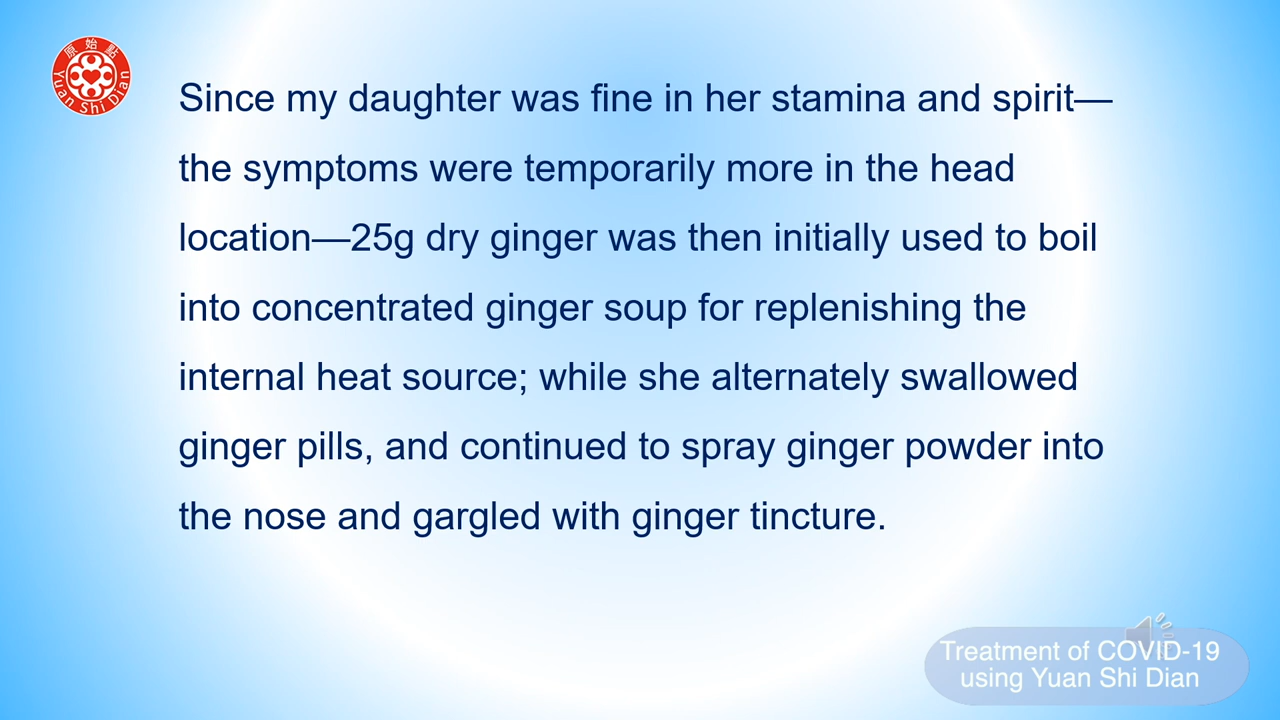 原始點
Yuan Shi Dian
Since my daughter was fine in her stamina and spirit—
the symptoms were temporarily more in the head
location—25g dry ginger was then initially used to boil
into concentrated ginger soup for replenishing the
internal heat source; while she alternately swallowed
ginger pills, and continued to spray ginger powder into
the nose and gargled with ginger tincture.
Treatment of COVID-19
using Yuan Shi Dian